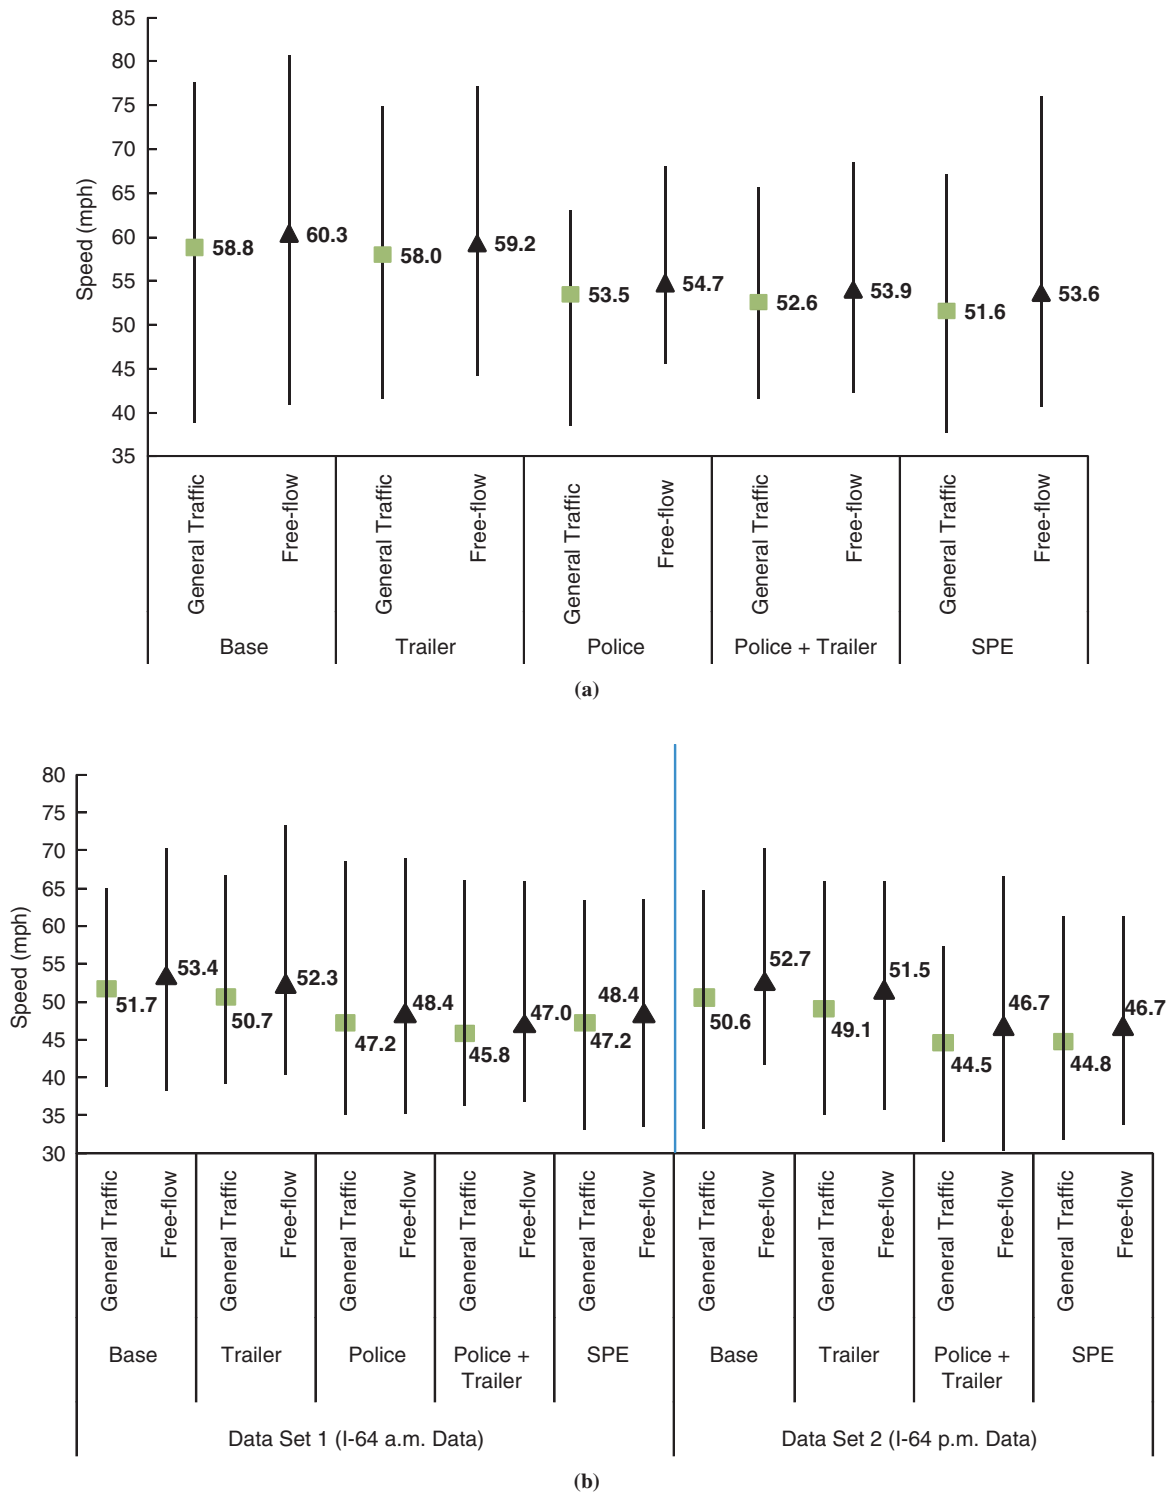 85
80
75
70
65
60
55
50
45
40
35
Speed (mph)
58.8
60.3
58.0
59.2
53.5
54.7
52.6
53.9
51.6
53.6
General Traffic
Free-flow
General Traffic
Free-flow
General Traffic
Free-flow
General Traffic
Free-flow
General Traffic
Free-flow
Base
Trailer
Police
Police + Trailer
SPE
(a)
80
75
70
65
60
55
50
45
40
35
30
Speed (mph)
51.7
53.4
50.7
52.3
47.2
48.4
45.8
47.0
47.2
48.4
50.6
52.7
49.1
51.5
44.5
46.7
44.8
46.7
General Traffic
Free-flow
General Traffic
Free-flow
General Traffic
Free-flow
General Traffic
Free-flow
General Traffic
Free-flow
General Traffic
Free-flow
General Traffic
Free-flow
General Traffic
Free-flow
General Traffic
Free-flow
Base
Trailer
Police
Police +
Trailer
SPE
Base
Trailer
Police +
Trailer
SPE
Data Set 1 (I-64 a.m. Data)
Data Set 2 (I-64 p.m. Data)
(b)